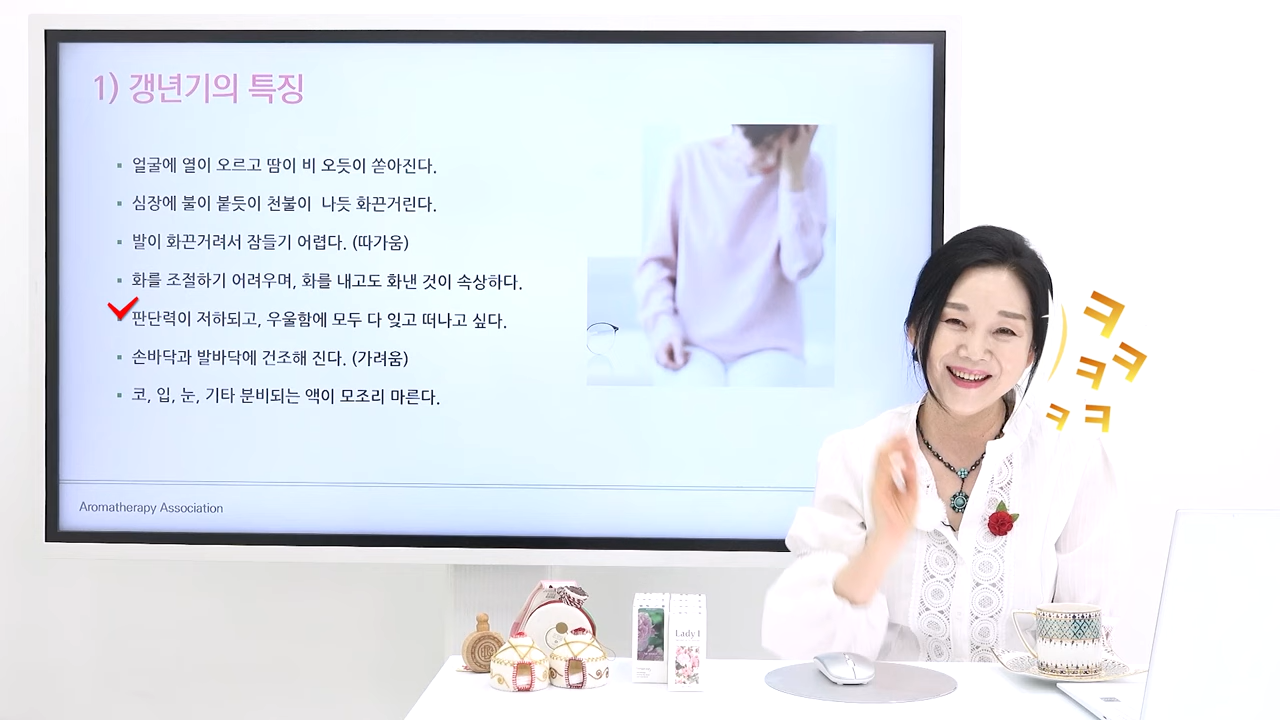 1) 갱년기의 특징
얼굴에 열이 오르고 땀이 비 오듯이 쏟아진다.
심장에 불이 붙듯이 천불이 나듯 화끈거린다.
발이 화끈거려서 잠들기 어렵다. (따가움)
화를 조절하기 어려우며, 화를 내고도 화낸 것이 속상하다.
판단력이 저하되고, 우울함에 모두 다 잊고 떠나고 싶다.
손바닥과 발바닥에 건조해 진다. (가려움)
코, 입, 눈, 기타 분비되는 액이 모조리 마른다.
Aromatherapy Association
ㅋ
ㅋ
ㅋ
ㅋ ㅋ
Lady I